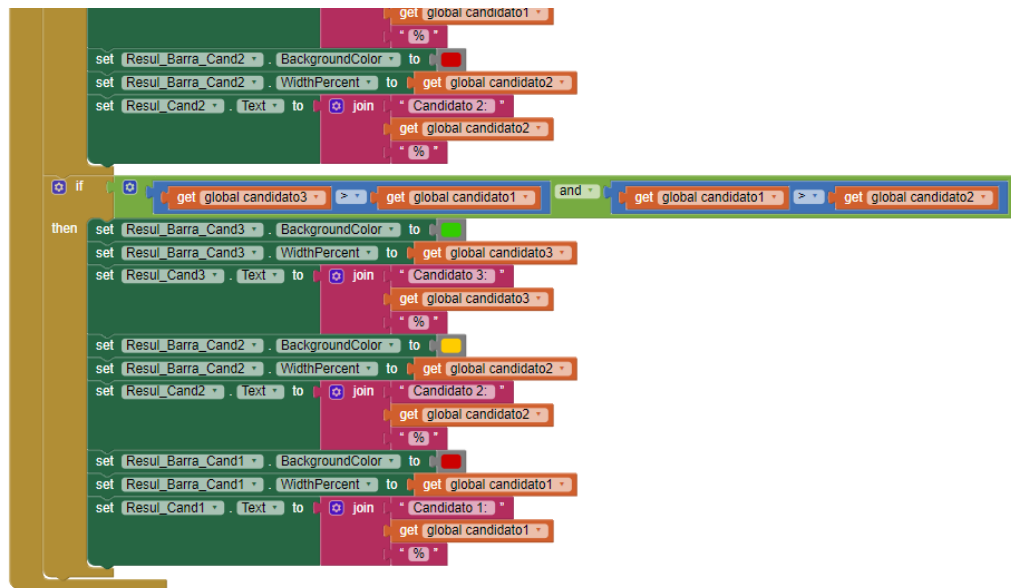 get global candidato1
" % "
set Resul_Barra_Cand2 . BackgroundColor to
set Resul_Barra_Cand2 . WidthPercent to get global candidato2
set Resul_Cand2 . Text to join " Candidato 2: "
get global candidato2
" % "
if get global candidato3 > get global candidato1 and get global candidato1 > get global candidato2
then set Resul_Barra_Cand3 . BackgroundColor to
set Resul_Barra_Cand3 . WidthPercent to get global candidato3
set Resul_Cand3 . Text to join " Candidato 3: "
get global candidato3
" % "
set Resul_Barra_Cand2 . BackgroundColor to
set Resul_Barra_Cand2 . WidthPercent to get global candidato2
set Resul_Cand2 . Text to join " Candidato 2: "
get global candidato2
" % "
set Resul_Barra_Cand1 . BackgroundColor to
set Resul_Barra_Cand1 . WidthPercent to get global candidato1
set Resul_Cand1 . Text to join " Candidato 1: "
get global candidato1
" % "